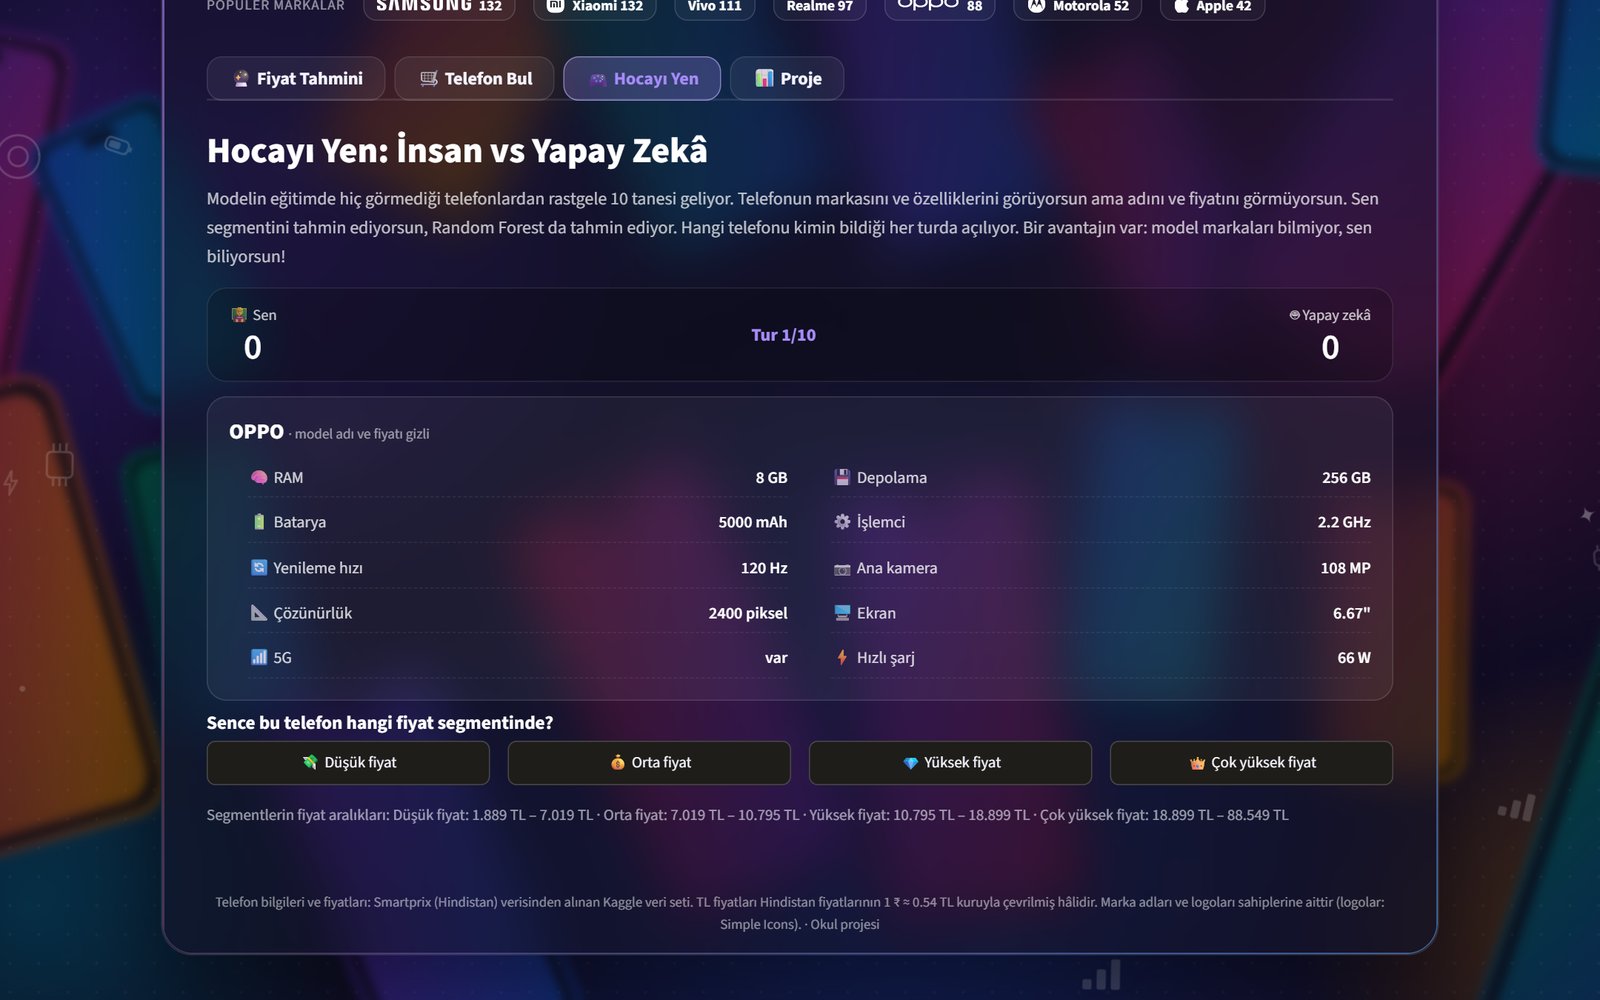 POPÜLER MARKALAR SAMSUNG 132 Xiaomi 132 Vivo 111 Realme 97 oppo 88 Motorola 52 Apple 42
Fiyat Tahmini Telefon Bul Hocayı Yen Proje
Hocayı Yen: İnsan vs Yapay Zekâ
Modelin eğitimde hiç görmediği telefonlardan rastgele 10 tanesi geliyor. Telefonun markasını ve özelliklerini görüyorsun ama adını ve fiyatını görmüyorsun. Sen
segmentini tahmin ediyorsun, Random Forest da tahmin ediyor. Hangi telefonu kimin bildiği her turda açılıyor. Bir avantajın var: model markaları bilmiyor, sen
biliyorsun!
Sen
0
Tur 1/10
Yapay zekâ
0
OPPO · model adı ve fiyatı gizli
RAM 8 GB Depolama 256 GB
Batarya 5000 mAh İşlemci 2.2 GHz
Yenileme hızı 120 Hz Ana kamera 108 MP
Çözünürlük 2400 piksel Ekran 6.67"
5G var Hızlı şarj 66 W
Sence bu telefon hangi fiyat segmentinde?
Düşük fiyat Orta fiyat Yüksek fiyat Çok yüksek fiyat
Segmentlerin fiyat aralıkları: Düşük fiyat: 1.889 TL – 7.019 TL · Orta fiyat: 7.019 TL – 10.795 TL · Yüksek fiyat: 10.795 TL – 18.899 TL · Çok yüksek fiyat: 18.899 TL – 88.549 TL
Telefon bilgileri ve fiyatları: Smartprix (Hindistan) verisinden alınan Kaggle veri seti. TL fiyatları Hindistan fiyatlarının 1 ₹ ≈ 0.54 TL kuruyla çevrilmiş hâlidir. Marka adları ve logoları sahiplerine aittir (logolar:
Simple Icons). · Okul projesi